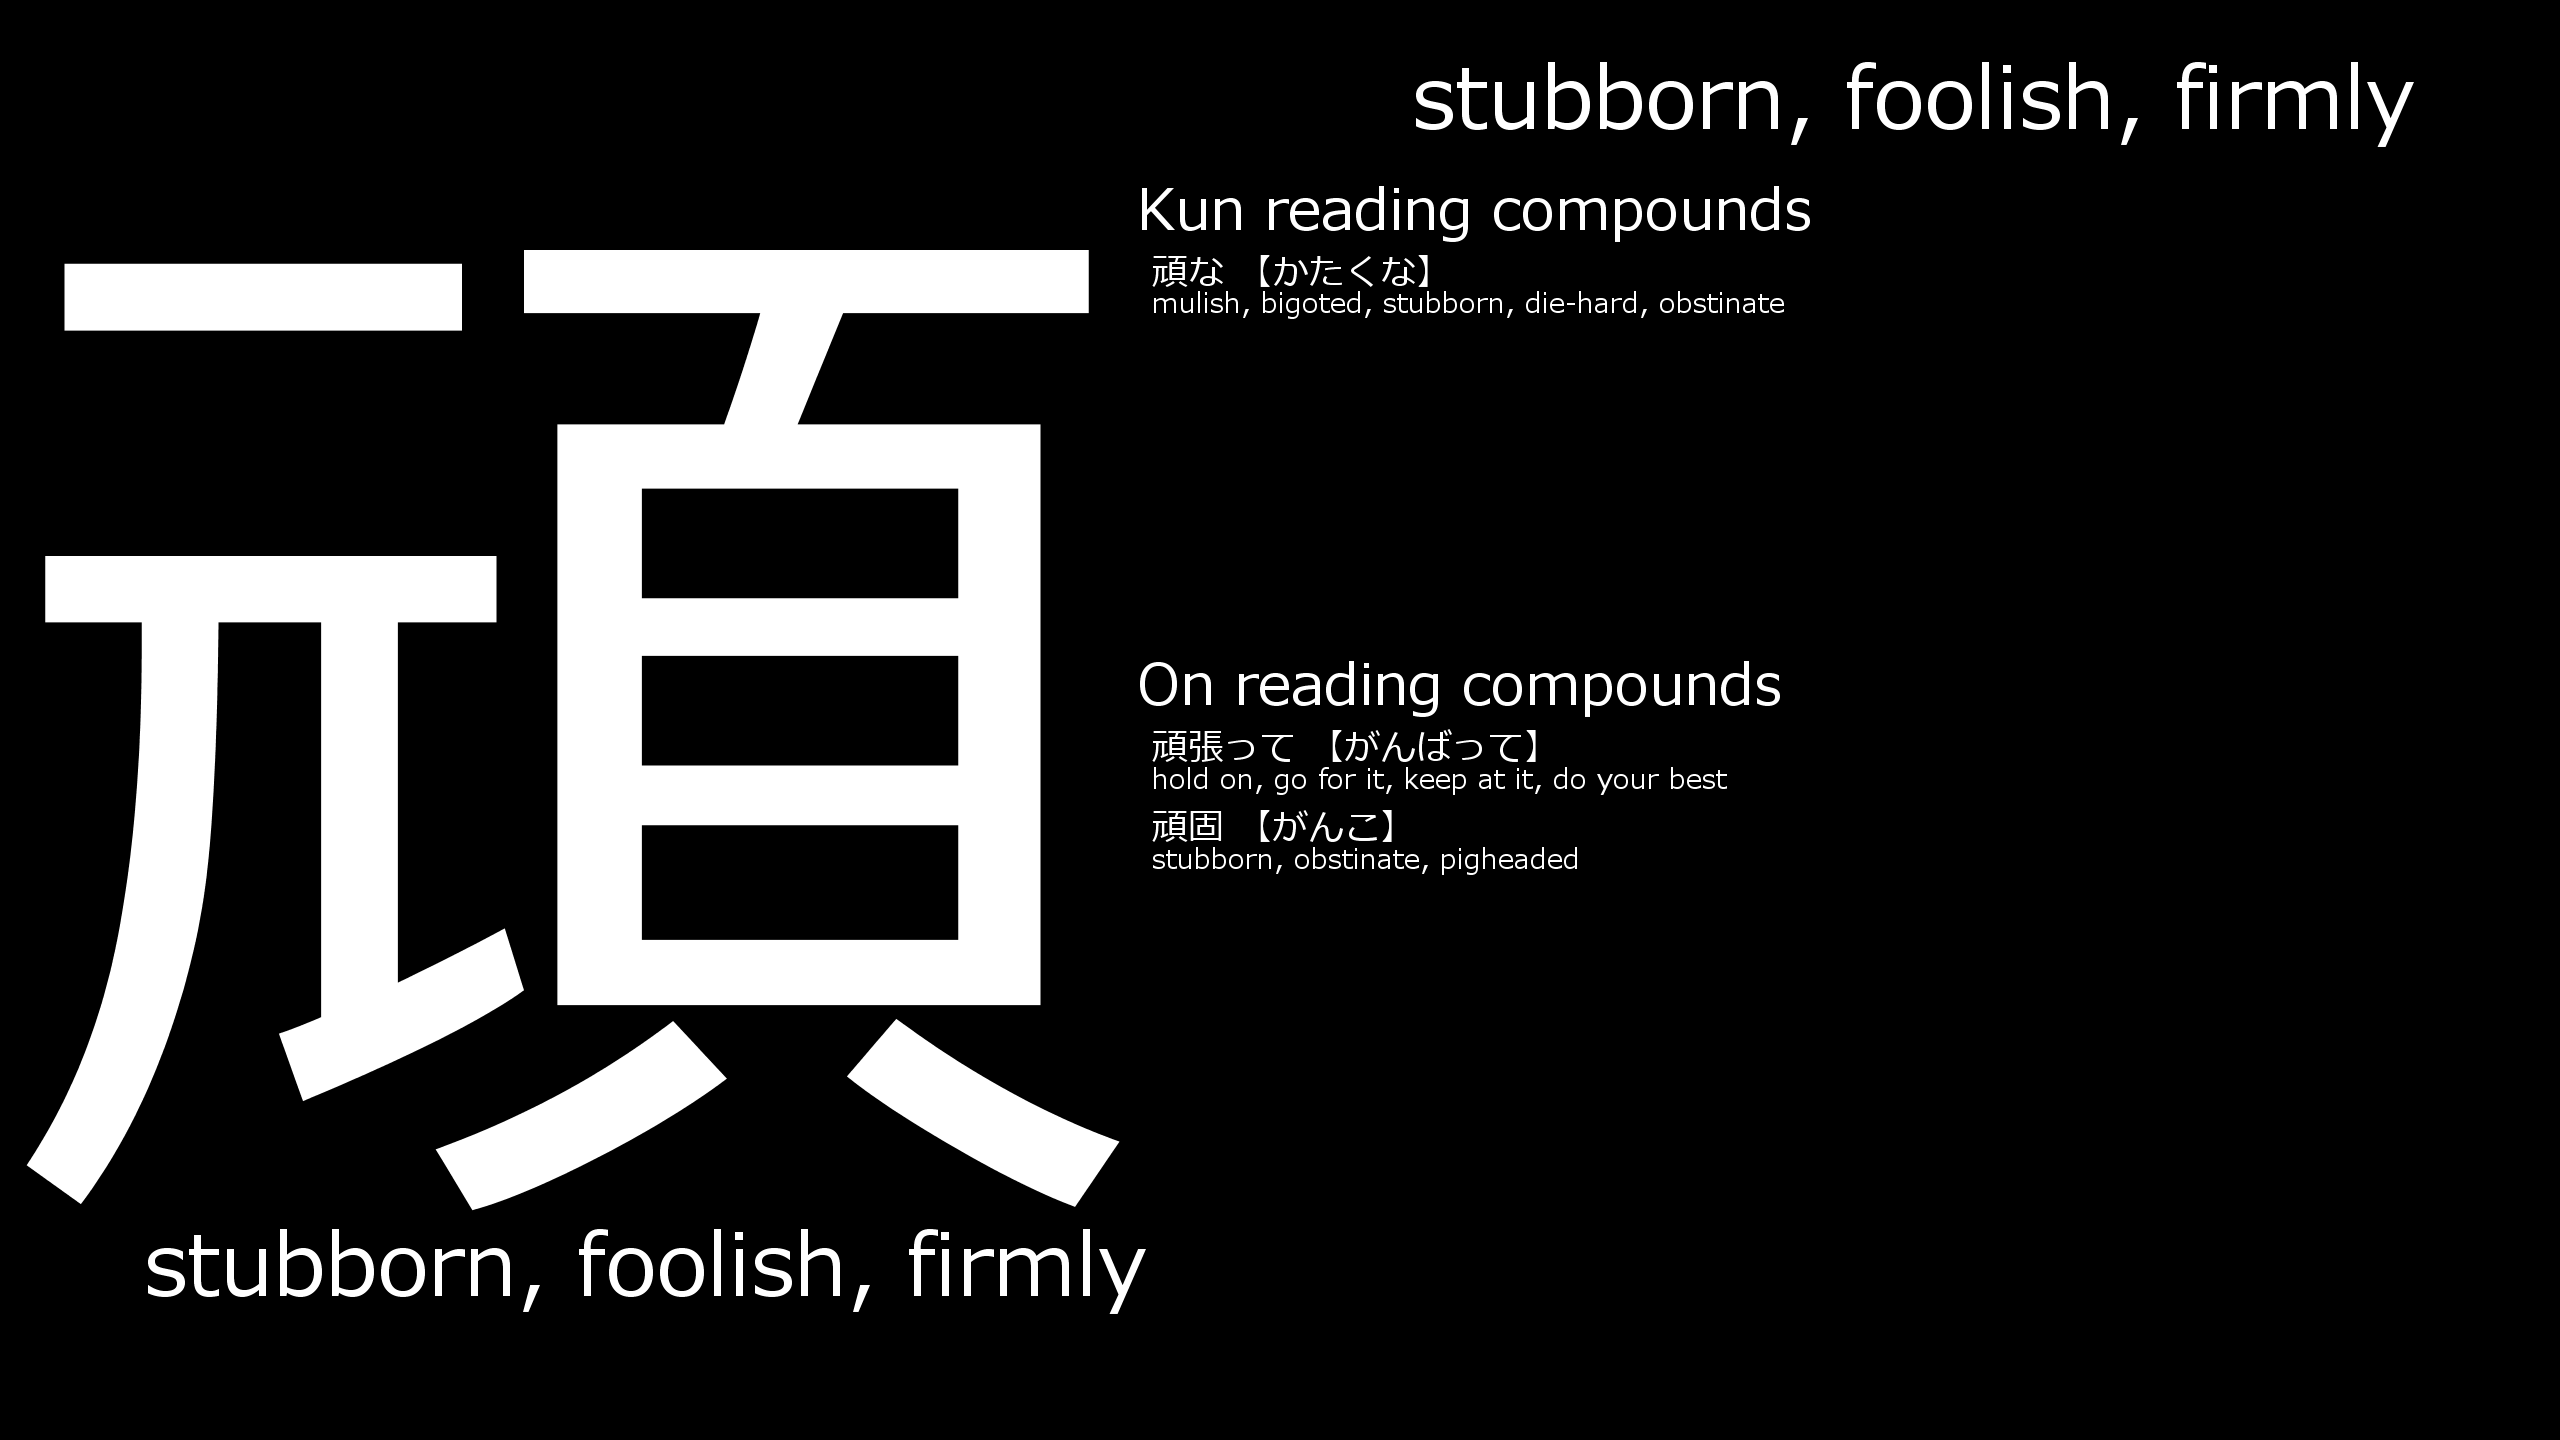 頑
stubborn, foolish, firmly
stubborn, foolish, firmly
Kun reading compounds
頑な 【かたくな】
mulish, bigoted, stubborn, die-hard, obstinate
On reading compounds
頑張って 【がんばって】
hold on, go for it, keep at it, do your best
頑固 【がんこ】
stubborn, obstinate, pigheaded